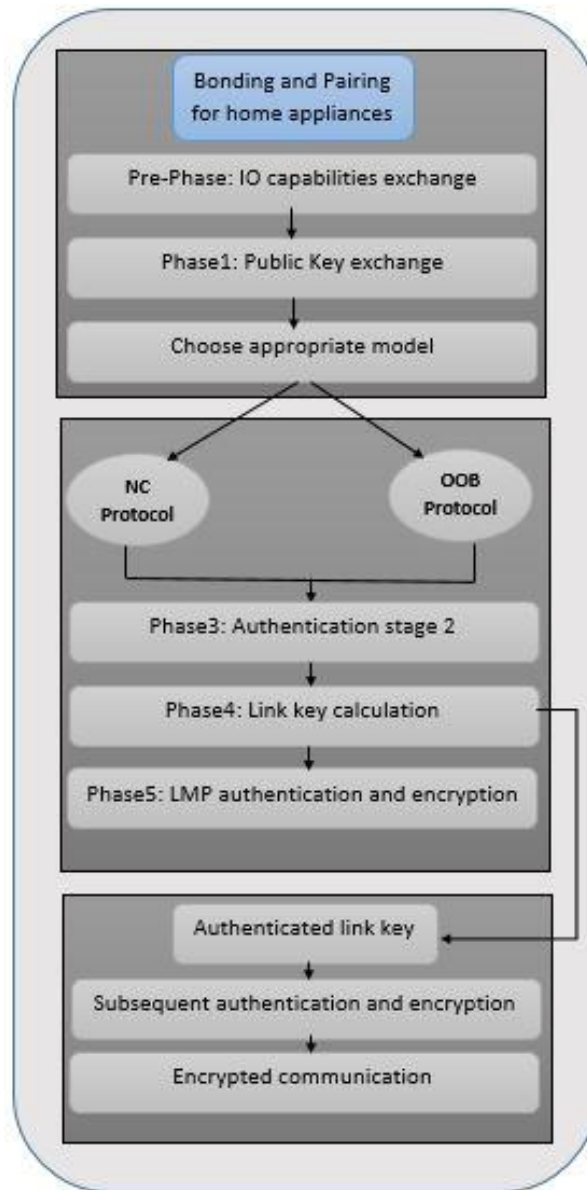 Bonding and Pairing
for home appliances
Pre-Phase: IO capabilities exchange
Phase1: Public Key exchange
Choose appropriate model
NC
Protocol
OOB
Protocol
Phase3: Authentication stage 2
Phase4: Link key calculation
Phase5: LMP authentication and encryption
Authenticated link key
Subsequent authentication and encryption
Encrypted communication